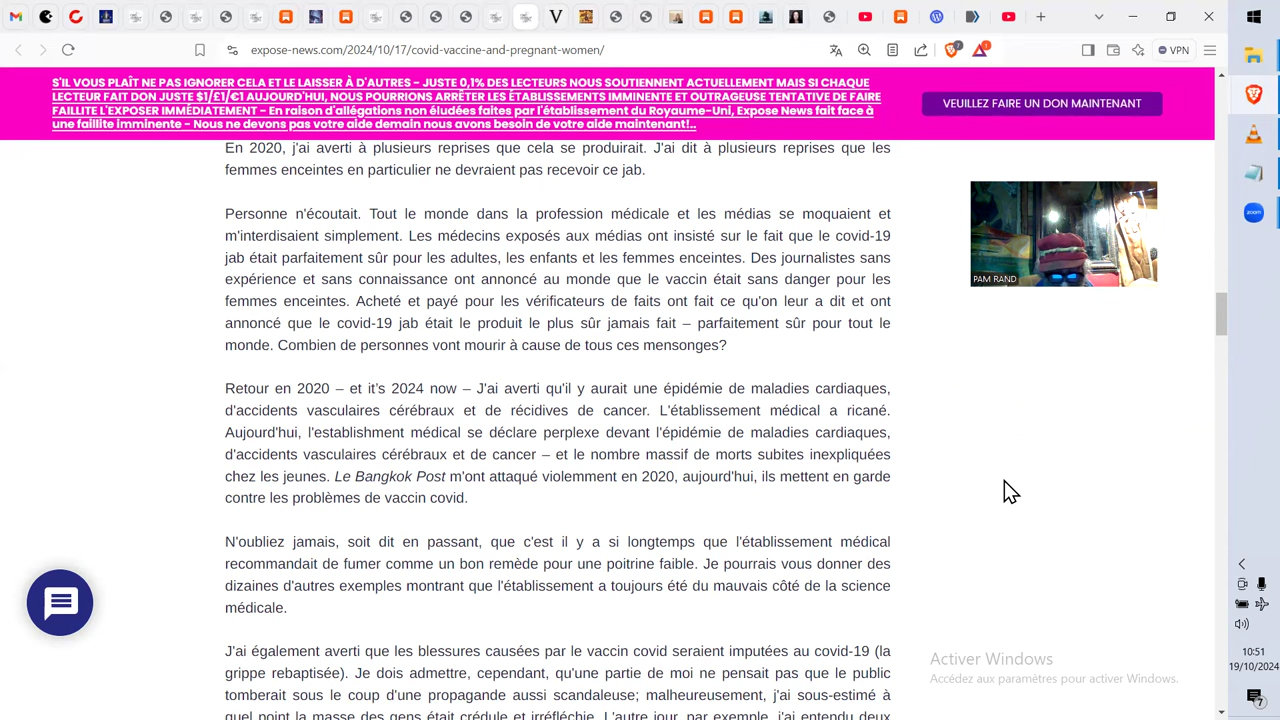 expose-news.com/2024/10/17/covid-vaccine-and-pregnant-women/
VPN
S'IL VOUS PLAÎT NE PAS IGNORER CELA ET LE LAISSER À D'AUTRES - JUSTE 0,1% DES LECTEURS NOUS SOUTIENNENT ACTUELLEMENT MAIS SI CHAQUE
LECTEUR FAIT DON JUSTE $1/£1/€1 AUJOURD'HUI, NOUS POURRIONS ARRÊTER LES ÉTABLISSEMENTS IMMINENTE ET OUTRAGEUSE TENTATIVE DE FAIRE
FAILLITE L'EXPOSER IMMÉDIATEMENT - En raison d'allégations non éludées faites par l'établissement du Royaume-Uni, Expose News fait face à
une faillite imminente - Nous ne devons pas votre aide demain nous avons besoin de votre aide maintenant!..
VEUILLEZ FAIRE UN DON MAINTENANT
En 2020, j'ai averti à plusieurs reprises que cela se produirait. J'ai dit à plusieurs reprises que les
femmes enceintes en particulier ne devraient pas recevoir ce jab.
Personne n'écoutait. Tout le monde dans la profession médicale et les médias se moquaient et
m'interdisaient simplement. Les médecins exposés aux médias ont insisté sur le fait que le covid-19
jab était parfaitement sûr pour les adultes, les enfants et les femmes enceintes. Des journalistes sans
expérience et sans connaissance ont annoncé au monde que le vaccin était sans danger pour les
femmes enceintes. Acheté et payé pour les vérificateurs de faits ont fait ce qu'on leur a dit et ont
annoncé que le covid-19 jab était le produit le plus sûr jamais fait – parfaitement sûr pour tout le
monde. Combien de personnes vont mourir à cause de tous ces mensonges?
Retour en 2020 – et it's 2024 now – J'ai averti qu'il y aurait une épidémie de maladies cardiaques,
d'accidents vasculaires cérébraux et de récidives de cancer. L'établissement médical a ricané.
Aujourd'hui, l'establishment médical se déclare perplexe devant l'épidémie de maladies cardiaques,
d'accidents vasculaires cérébraux et de cancer – et le nombre massif de morts subites inexpliquées
chez les jeunes. Le Bangkok Post m'ont attaqué violemment en 2020, aujourd'hui, ils mettent en garde
contre les problèmes de vaccin covid.
N'oubliez jamais, soit dit en passant, que c'est il y a si longtemps que l'établissement médical
recommandait de fumer comme un bon remède pour une poitrine faible. Je pourrais vous donner des
dizaines d'autres exemples montrant que l'établissement a toujours été du mauvais côté de la science
médicale.
J'ai également averti que les blessures causées par le vaccin covid seraient imputées au covid-19 (la
grippe rebaptisée). Je dois admettre, cependant, qu'une partie de moi ne pensait pas que le public
tomberait sous le coup d'une propagande aussi scandaleuse; malheureusement, j'ai sous-estimé à
quel point la masse des gens était crédule et irréfléchie. L'autre jour, par exemple, j'ai entendu deux
PAM RAND
zoom
Activer Windows
Accédez aux paramètres pour activer Windows.
10:51
19/10/2024
7